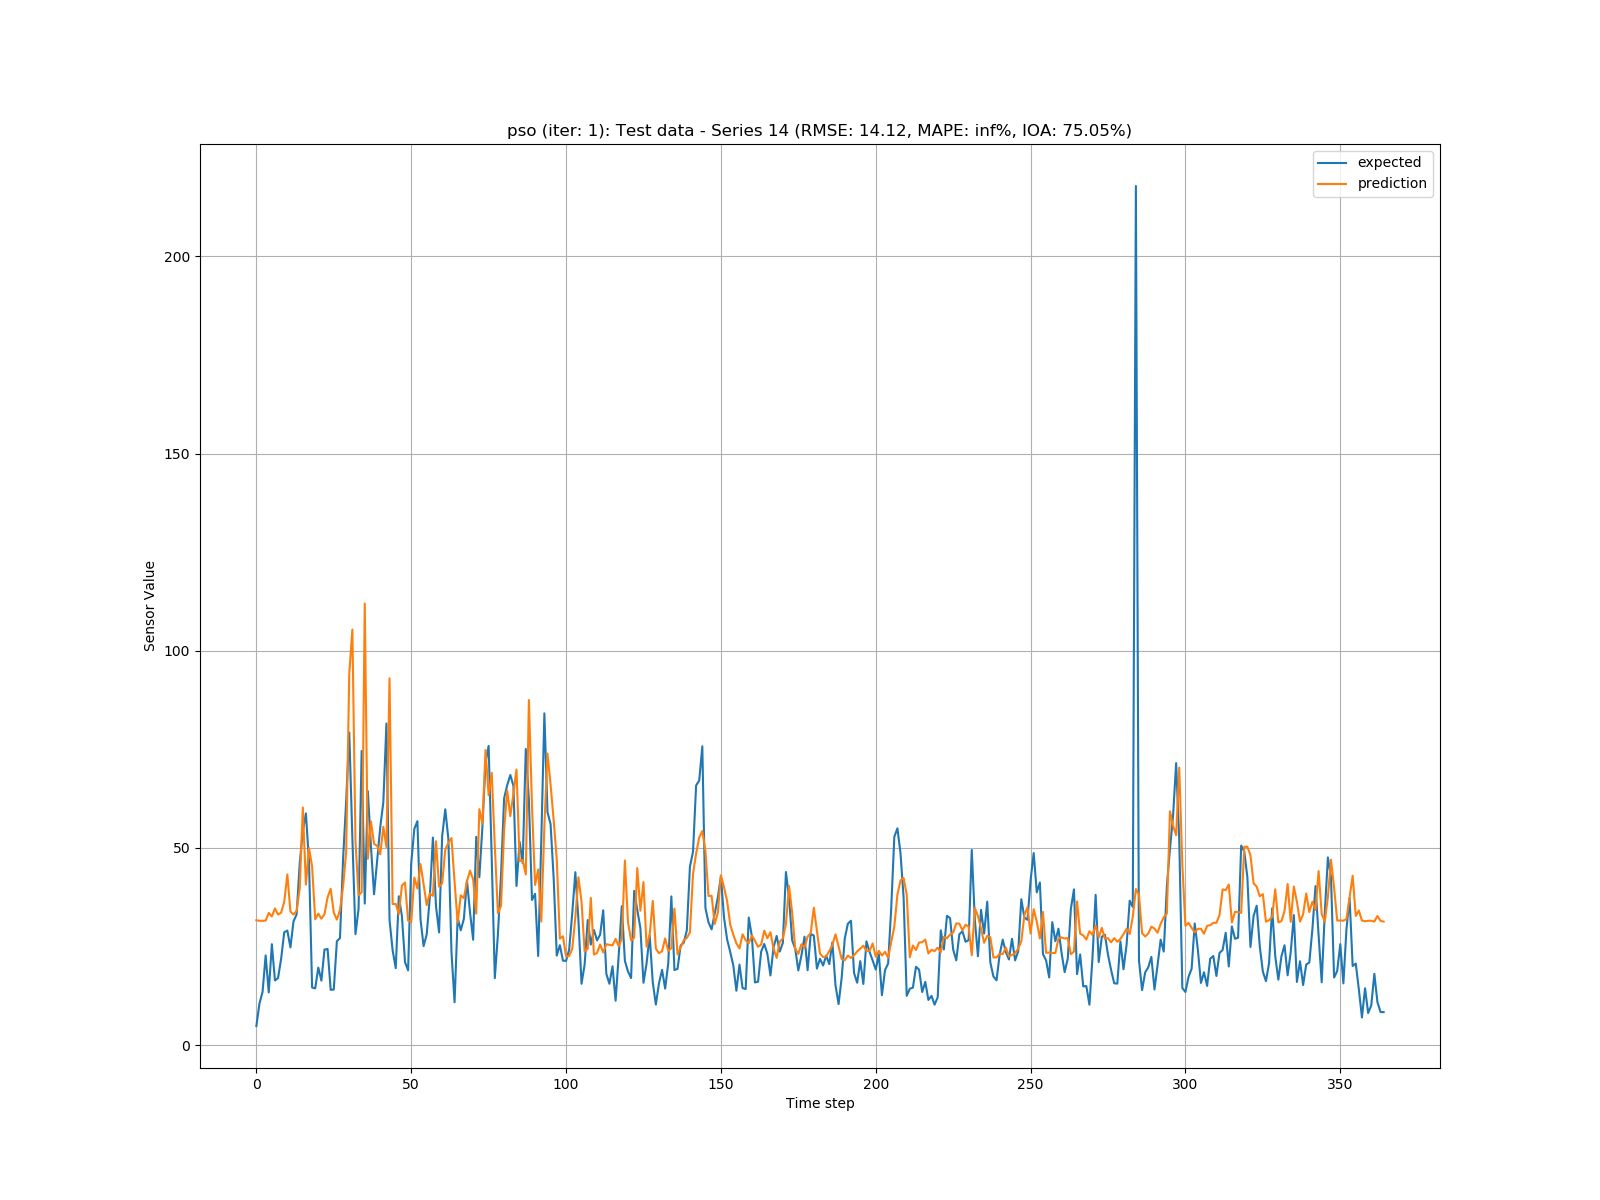 pso (iter: 1): Test data - Series 14 (RMSE: 14.12, MAPE: inf%, IOA: 75.05%)
expected
prediction
200
150
100
50
0
Sensor Value
0 50 100 150 200 250 300 350
Time step